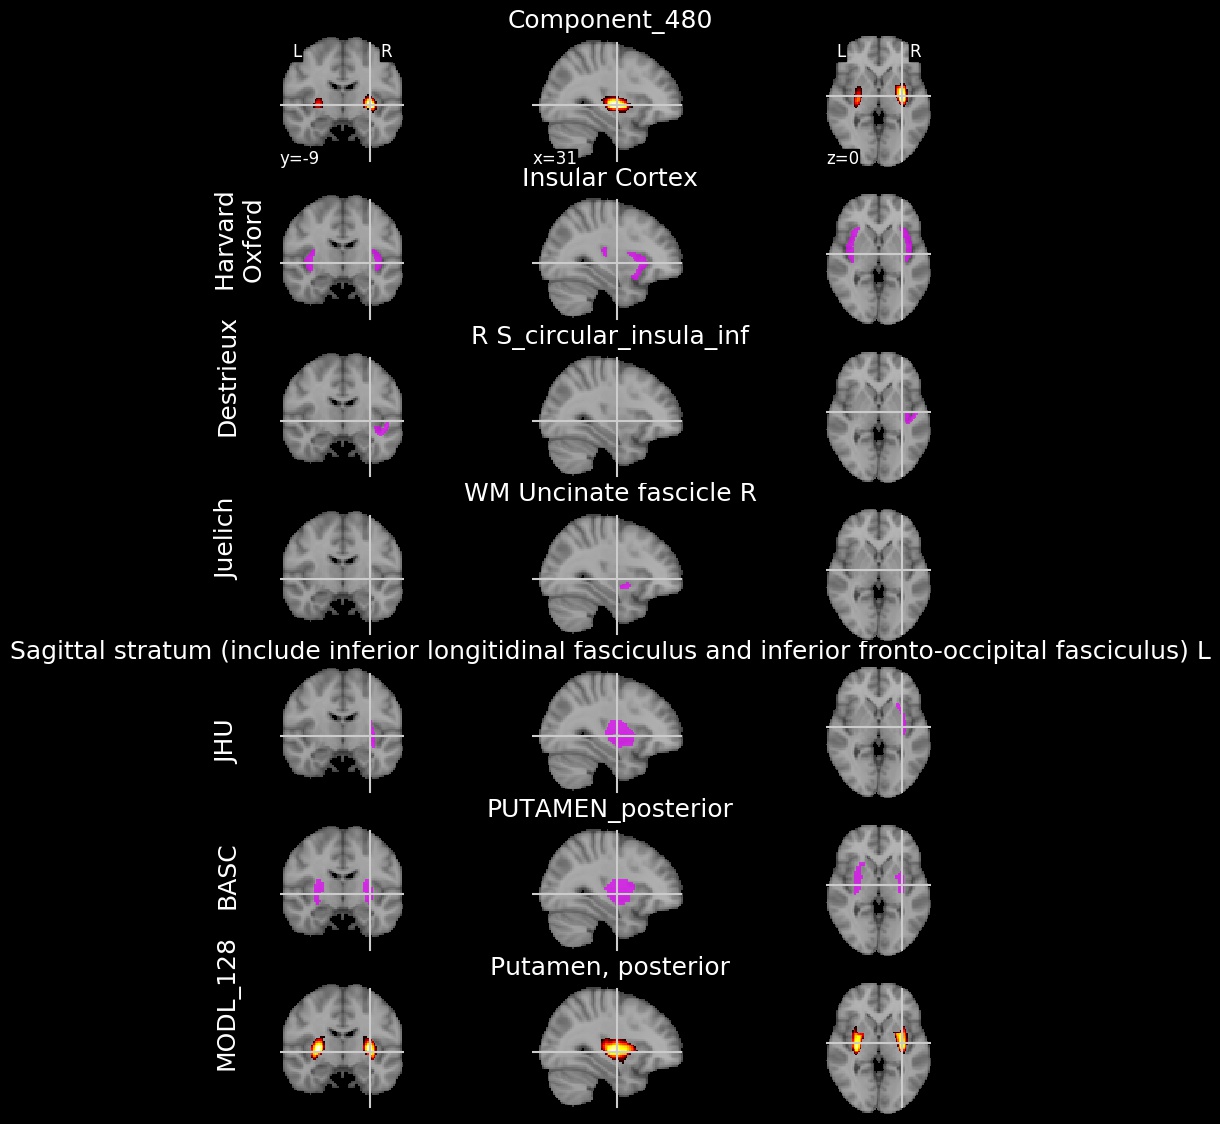 Component_480
L R L R
y=-9 x=31 z=0
Insular Cortex
Harvard
Oxford
R S_circular_insula_inf
Destrieux
WM Uncinate fascicle R
Juelich
Sagittal stratum (include inferior longitidinal fasciculus and inferior fronto-occipital fasciculus) L
JHU
PUTAMEN_posterior
BASC
Putamen, posterior
MODL_128